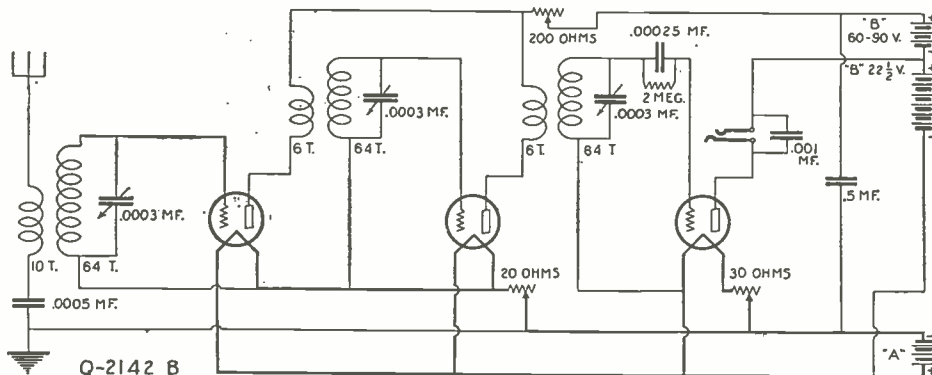 "B"
60-90 V.
200 OHMS
.00025 MF.
"B" 22½ V.
.0003 MF.
2 MEG.
.0003 MF.
6 T.
64 T.
6 T.
64 T
.001
MF.
.0003 MF.
.5 MF.
10 T.
64 T.
20 OHMS
30 OHMS
.0005 MF.
"A"
Q-2142 B